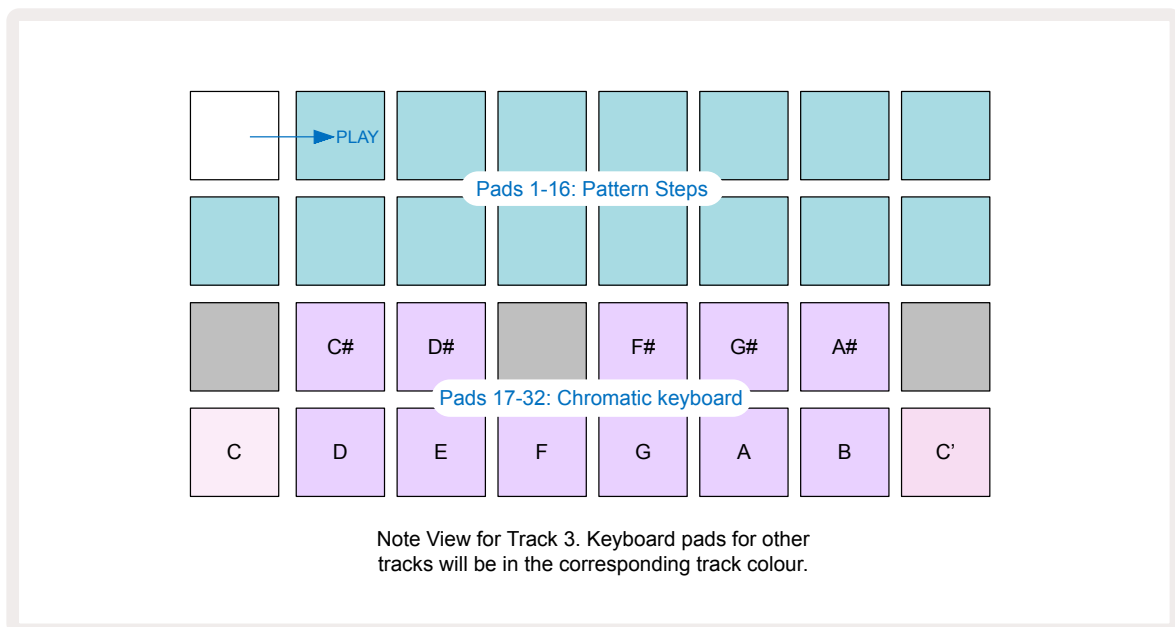 PLAY
Pads 1-16: Pattern Steps
C# D# F# G# A#
Pads 17-32: Chromatic keyboard
C D E F G A B C’
Note View for Track 3. Keyboard pads for other
tracks will be in the corresponding track colour.